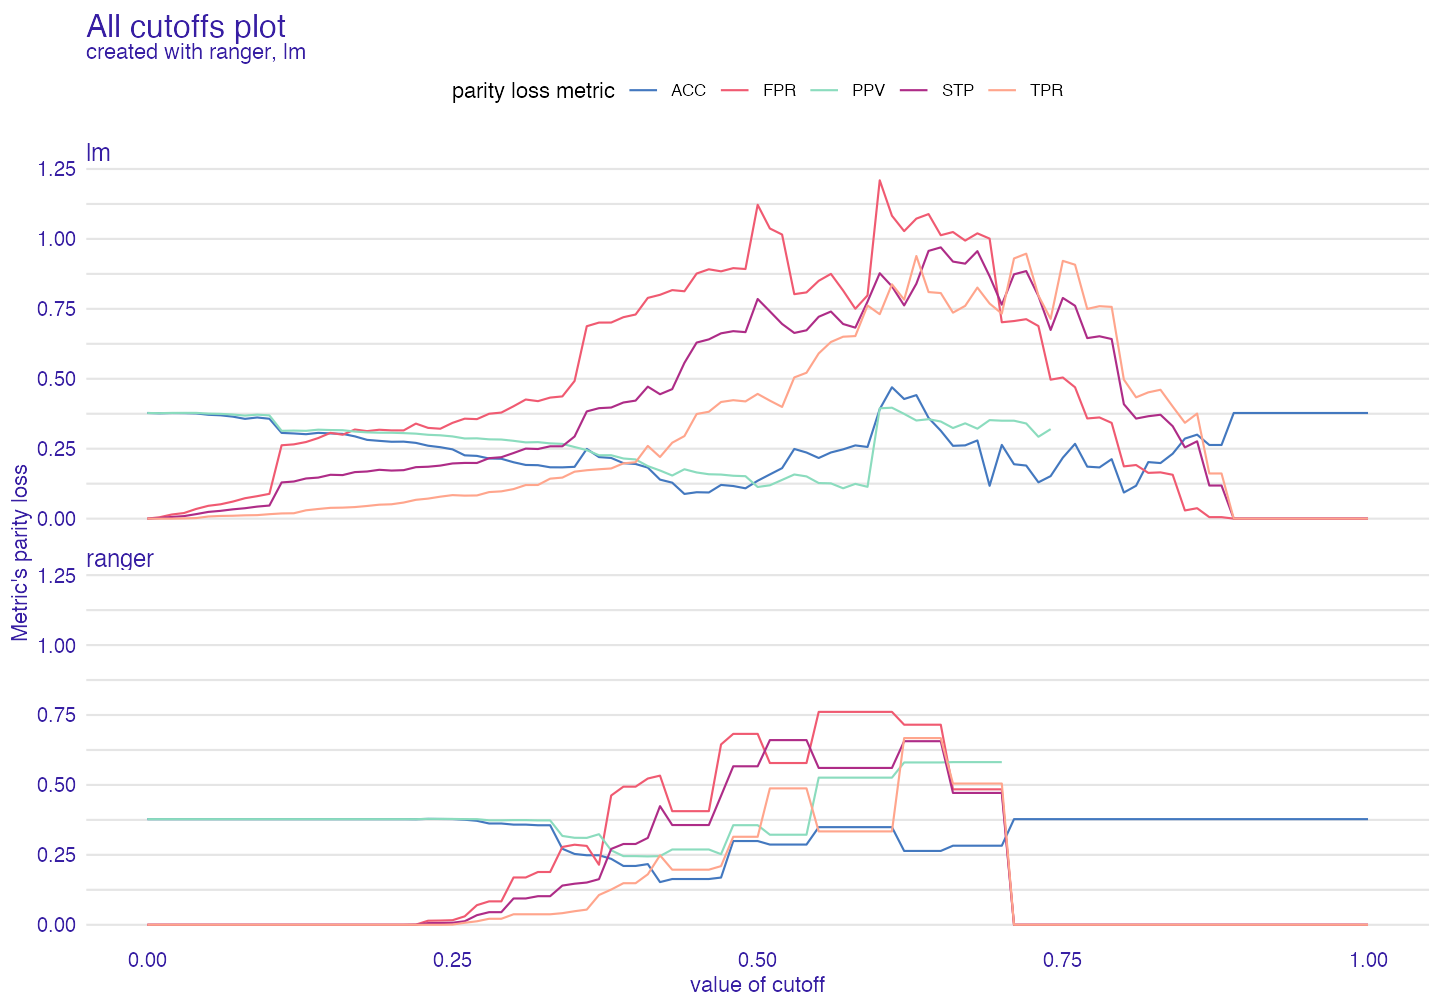 All cutoffs plot
created with ranger, lm
parity loss metric ACC FPR PPV STP TPR
lm
1.25
1.00
0.75
0.50
0.25
0.00
ranger
1.25
1.00
0.75
0.50
0.25
0.00
Metric's parity loss
0.00 0.25 0.50 0.75 1.00
value of cutoff